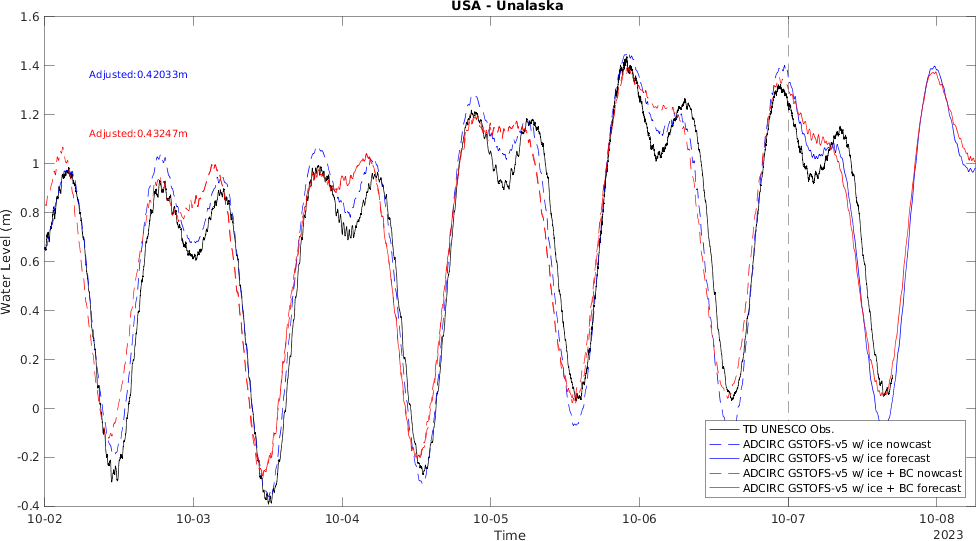 USA - Unalaska
1.6
1.4
1.2
1
0.8
0.6
0.4
0.2
0
-0.2
-0.4
Water Level (m)
Adjusted:0.42033m
Adjusted:0.43247m
TD UNESCO Obs.
ADCIRC GSTOFS-v5 w/ ice nowcast
ADCIRC GSTOFS-v5 w/ ice forecast
ADCIRC GSTOFS-v5 w/ ice + BC nowcast
ADCIRC GSTOFS-v5 w/ ice + BC forecast
10-02 10-03 10-04 10-05 10-06 10-07 10-08
Time
2023